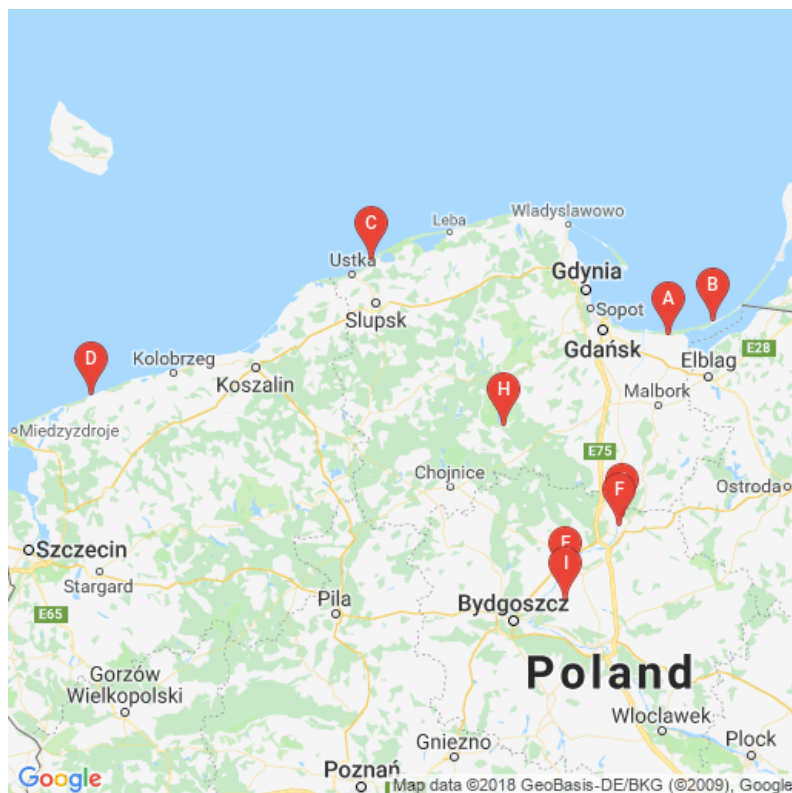 Leba
Wladyslawowo
C
Ustka
Gdynia
B
A
Sopot
Slupsk
Gdańsk
E28
D
Kolobrzeg
Koszalin
Elblag
H
Malbork
Miedzyzdroje
E75
Chojnice
F
Ostroda
Szczecin
Stargard
I
E65
Pila
Bydgoszcz
Poland
Gorzów
Wielkopolski
Wloclawek
Gniezno
Plock
Poznań
Google
Map data ©2018 GeoBasis-DE/BKG (©2009), Google